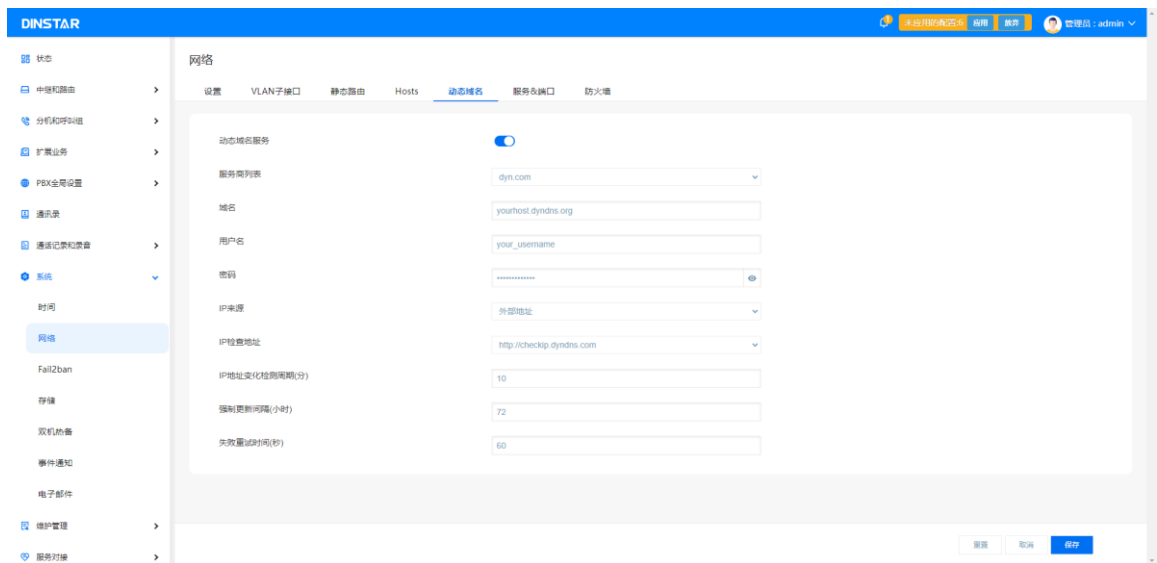 DINSTAR
未应用的配置:6 应用 放弃 管理员 : admin
状态
中继和路由
分机和呼叫组
扩展业务
PBX全局设置
通讯录
通话记录和录音
系统
时间
网络
Fail2ban
存储
双机热备
事件通知
电子邮件
维护管理
服务对接
网络
设置 VLAN子接口 静态路由 Hosts 动态域名 服务&端口 防火墙
动态域名服务
服务商列表 dyn.com
域名 yourhost.dyndns.org
用户名 your_username
密码 •••••••••••••
IP来源 外部地址
IP检查地址 http://checkip.dyndns.com
IP地址变化检测周期(分) 10
强制更新间隔(小时) 72
失败重试时间(秒) 60
重置 取消 保存